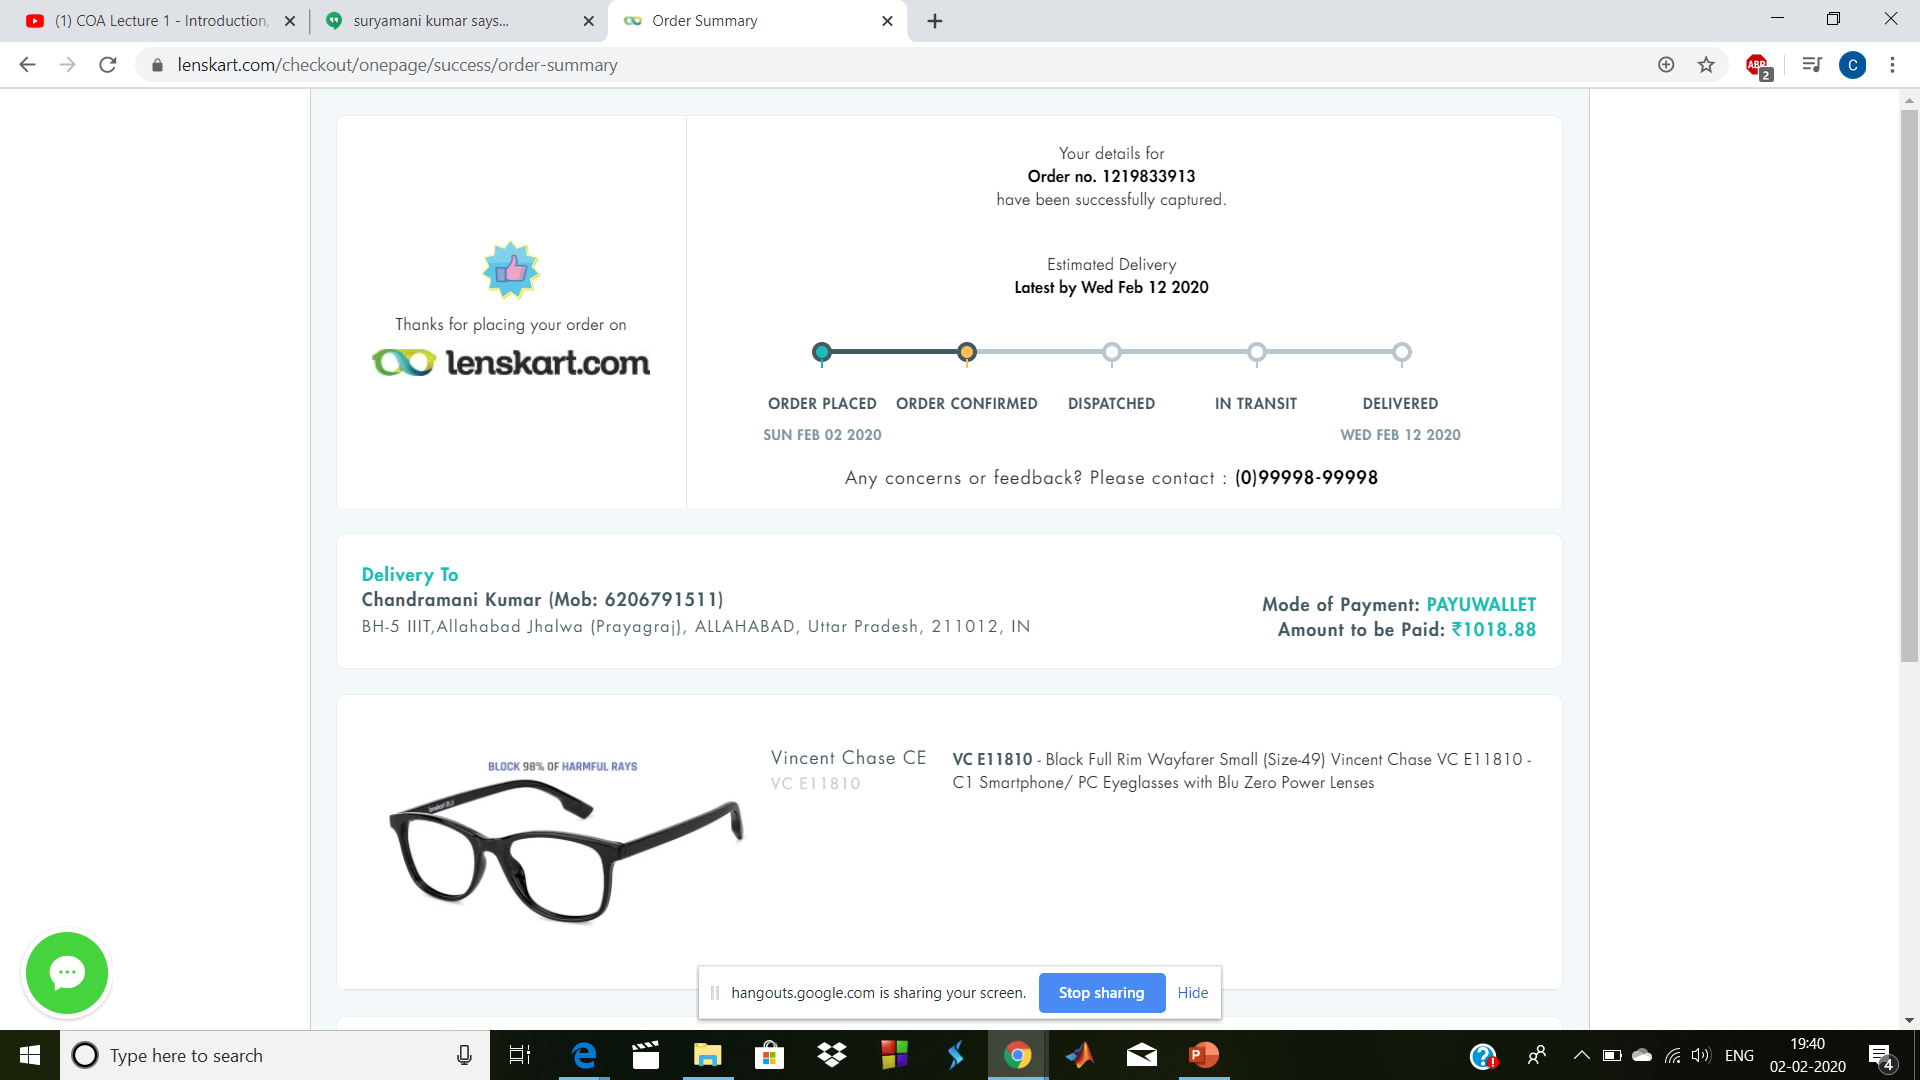 (1) COA Lecture 1 - Introduction,
suryamani kumar says...
Order Summary
lenskart.com/checkout/onepage/success/order-summary
ABP
2
C
Your details for
Order no. 1219833913
have been successfully captured.
Estimated Delivery
Latest by Wed Feb 12 2020
Thanks for placing your order on
lenskart.com
ORDER PLACED ORDER CONFIRMED DISPATCHED IN TRANSIT DELIVERED
SUN FEB 02 2020 WED FEB 12 2020
Any concerns or feedback? Please contact : (0)99998-99998
Delivery To
Chandramani Kumar (Mob: 6206791511)
BH-5 IIIT,Allahabad Jhalwa (Prayagraj), ALLAHABAD, Uttar Pradesh, 211012, IN
Mode of Payment: PAYUWALLET
Amount to be Paid: ₹1018.88
BLOCK 98% OF HARMFUL RAYS
Vincent Chase CE
VC E11810
VC E11810 - Black Full Rim Wayfarer Small (Size-49) Vincent Chase VC E11810 -
C1 Smartphone/ PC Eyeglasses with Blu Zero Power Lenses
hangouts.google.com is sharing your screen.
Stop sharing
Hide
Type here to search
ENG
19:40
02-02-2020
4